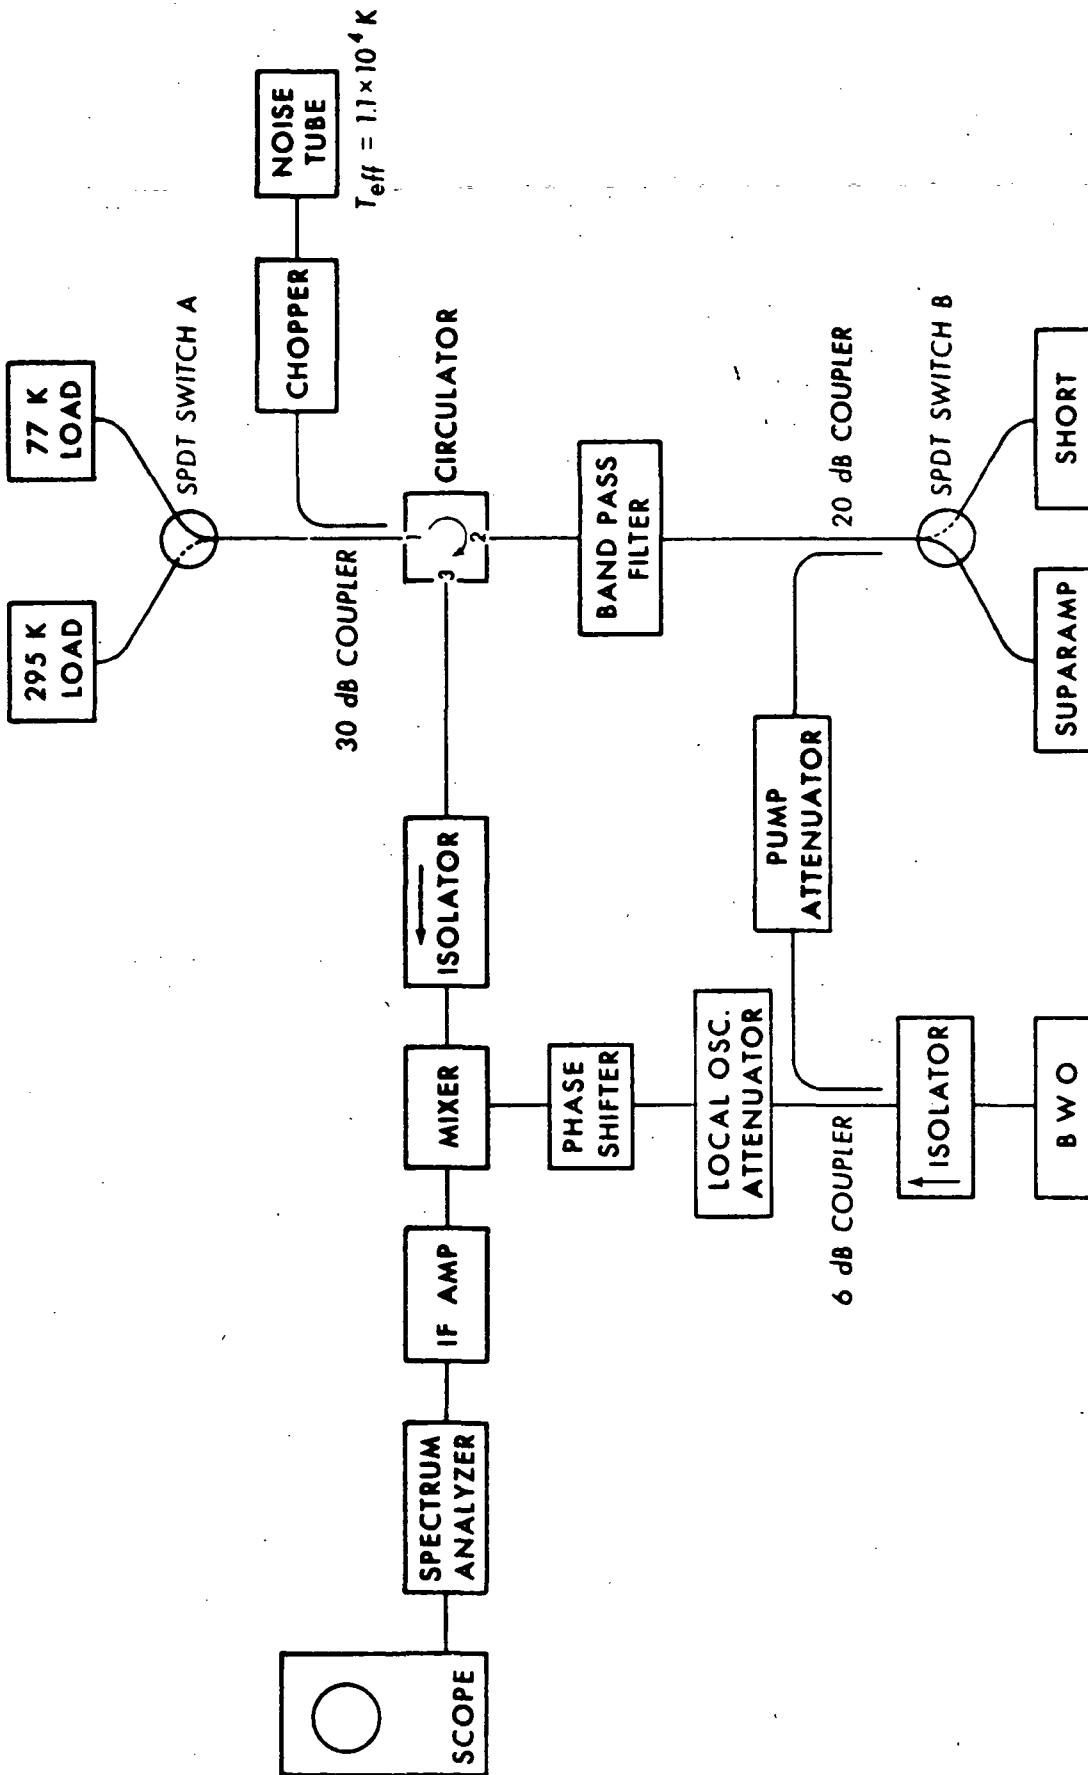 295 K
LOAD
77 K
LOAD
SPDT SWITCH A
30 dB COUPLER
CHOPPER
NOISE
TUBE
Teff = 1.1 × 10⁴ K
SCOPE
SPECTRUM
ANALYZER
IF AMP
MIXER
ISOLATOR
1
2
3
CIRCULATOR
PHASE
SHIFTER
BAND PASS
FILTER
LOCAL OSC.
ATTENUATOR
PUMP
ATTENUATOR
6 dB COUPLER
20 dB COUPLER
ISOLATOR
SPDT SWITCH B
BWO
SUPARAMP
SHORT